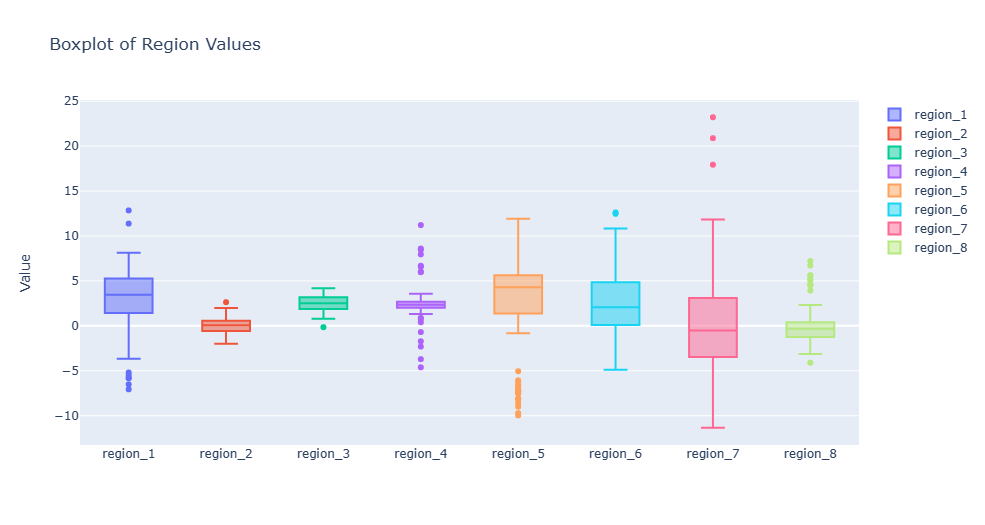 Boxplot of Region Values
Value
25
20
15
10
5
0
−5
−10
region_1
region_2
region_3
region_4
region_5
region_6
region_7
region_8
region_1
region_2
region_3
region_4
region_5
region_6
region_7
region_8